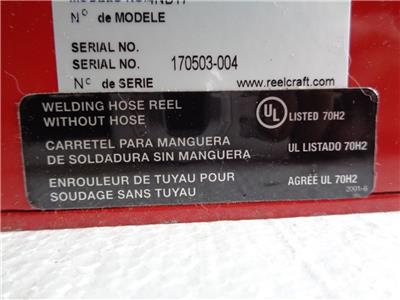 Nº de MODELE
SERIAL NO.
SERIAL NO. 170503-004
Nº de SÉRIE www.reelcraft.com
WELDING HOSE REEL
WITHOUT HOSE
UL LISTED 70H2
CARRETEL PARA MANGUERA
DE SOLDADURA SIN MANGUERA
UL LISTADO 70H2
ENROULEUR DE TUYAU POUR
SOUDAGE SANS TUYAU
AGREÉ UL 70H2
2001-6